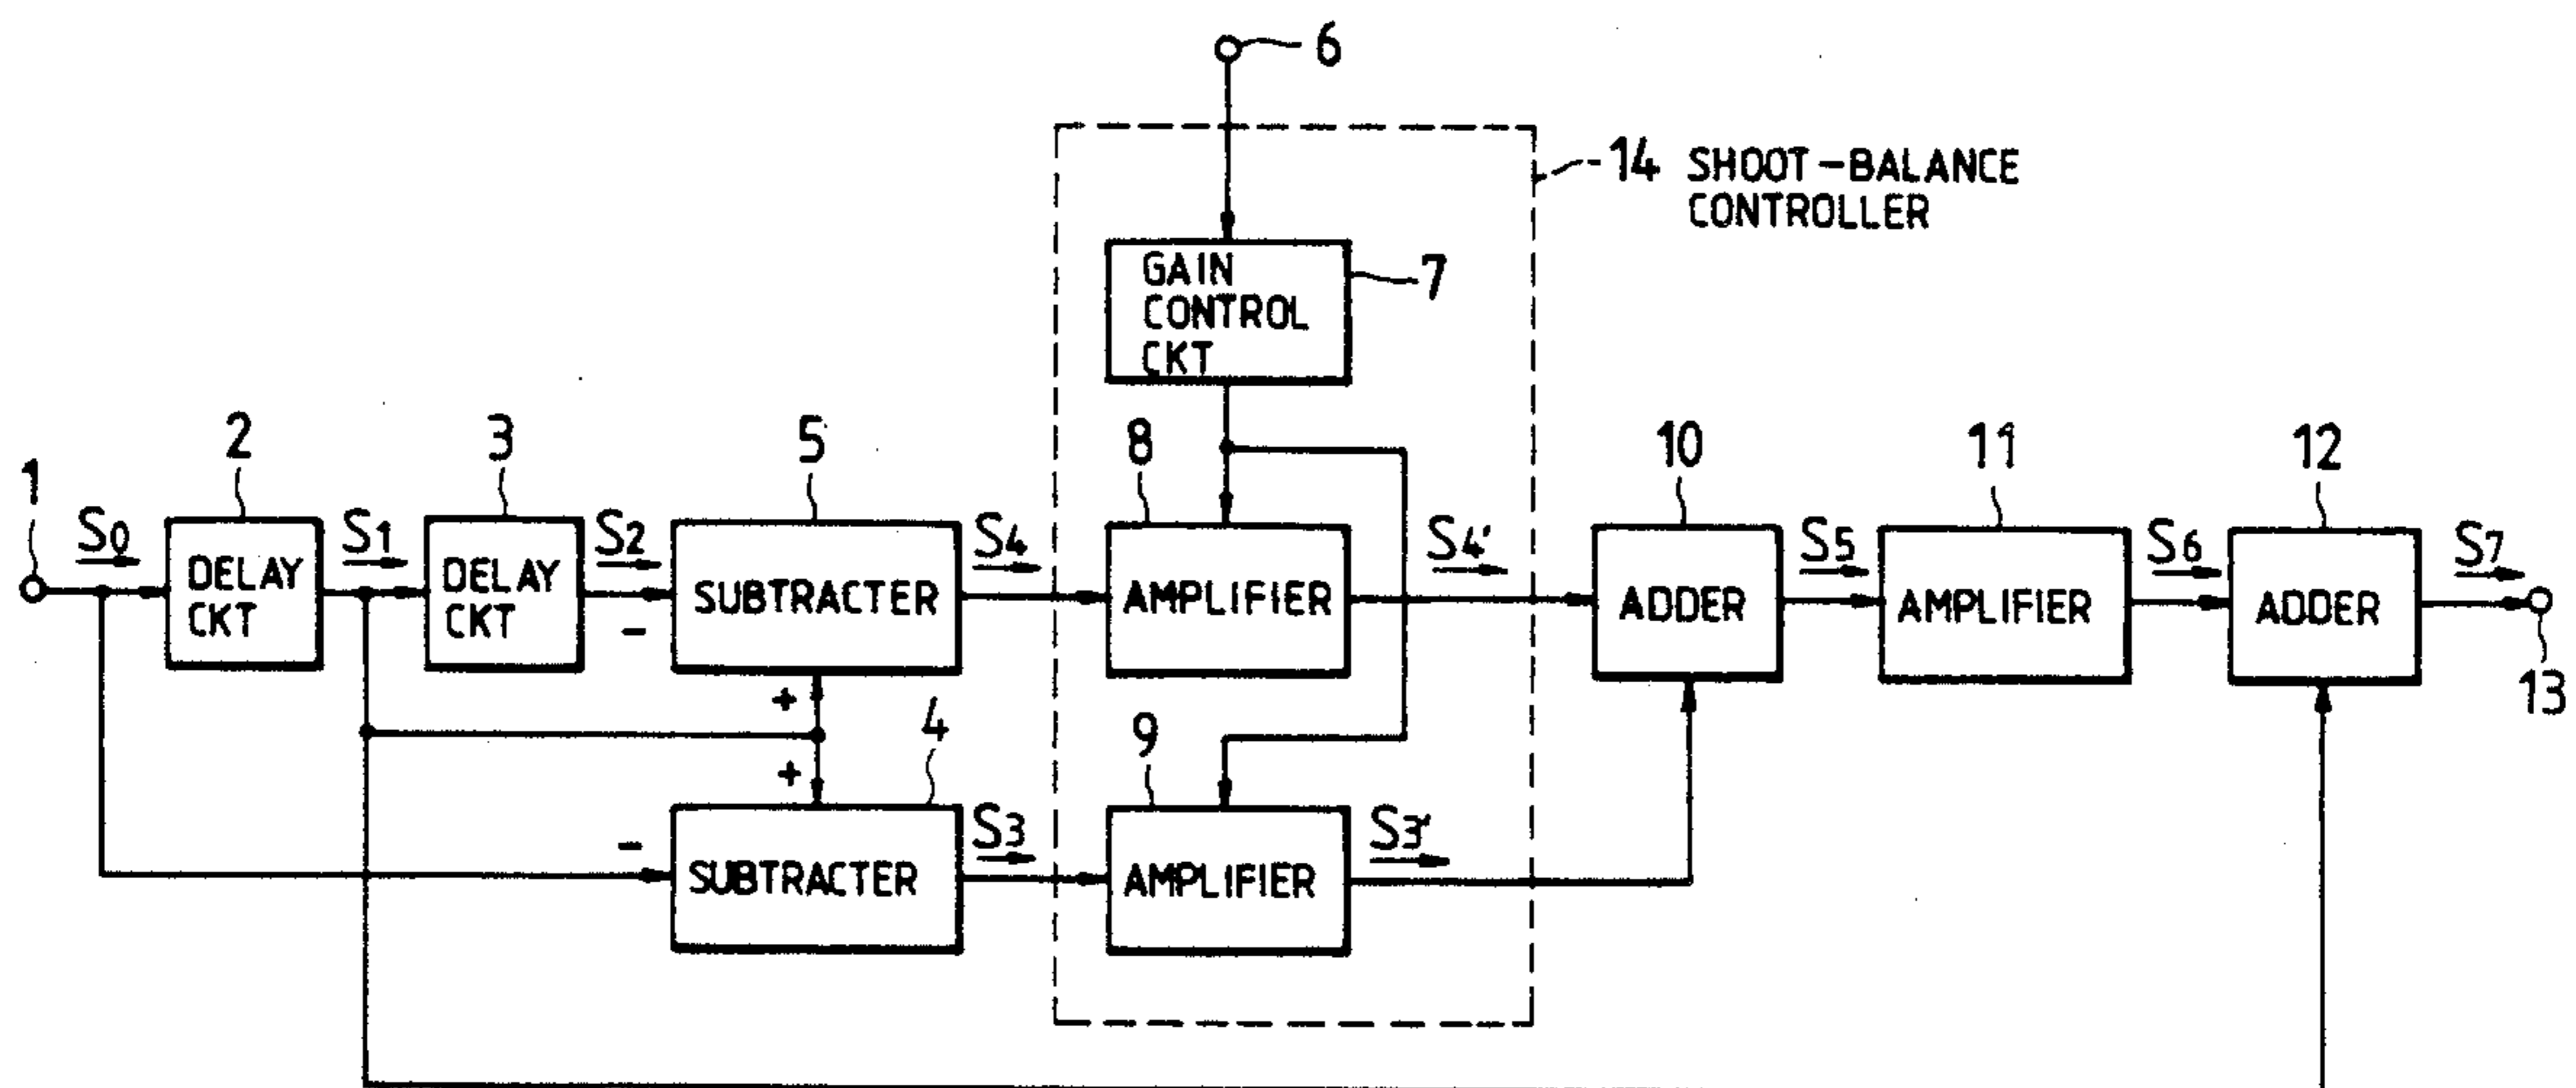 6
14 SHOOT-BALANCE
CONTROLLER
GAIN
CONTROL
CKT
7
1
S0
2
DELAY
CKT
S1
3
DELAY
CKT
S2
-
5
SUBTRACTER
S4
8
AMPLIFIER
S4'
10
ADDER
S5
11
AMPLIFIER
S6
12
ADDER
S7
13
+
+
4
-
SUBTRACTER
S3
9
AMPLIFIER
S3'